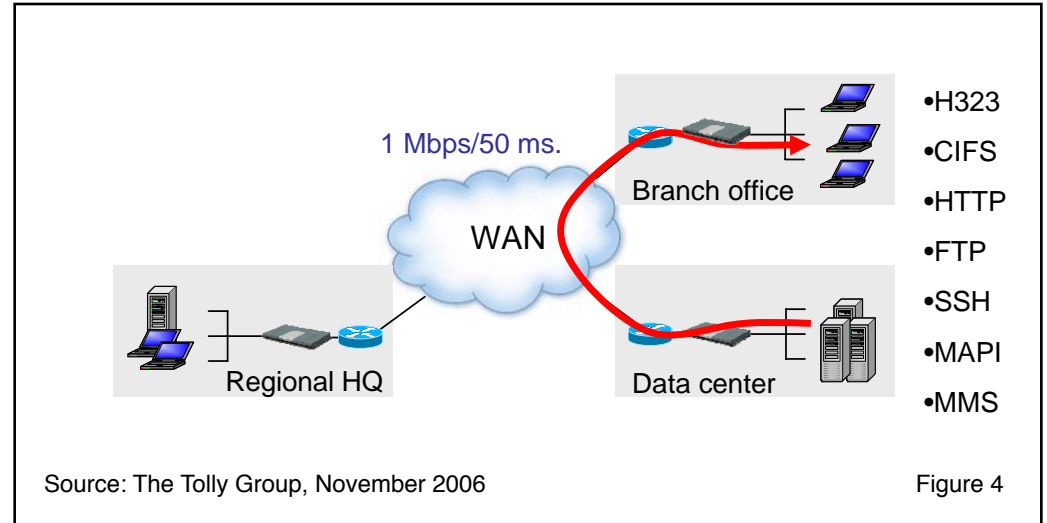 1 Mbps/50 ms.
WAN
Branch office
Regional HQ
Data center
•H323
•CIFS
•HTTP
•FTP
•SSH
•MAPI
•MMS
Source: The Tolly Group, November 2006
Figure 4